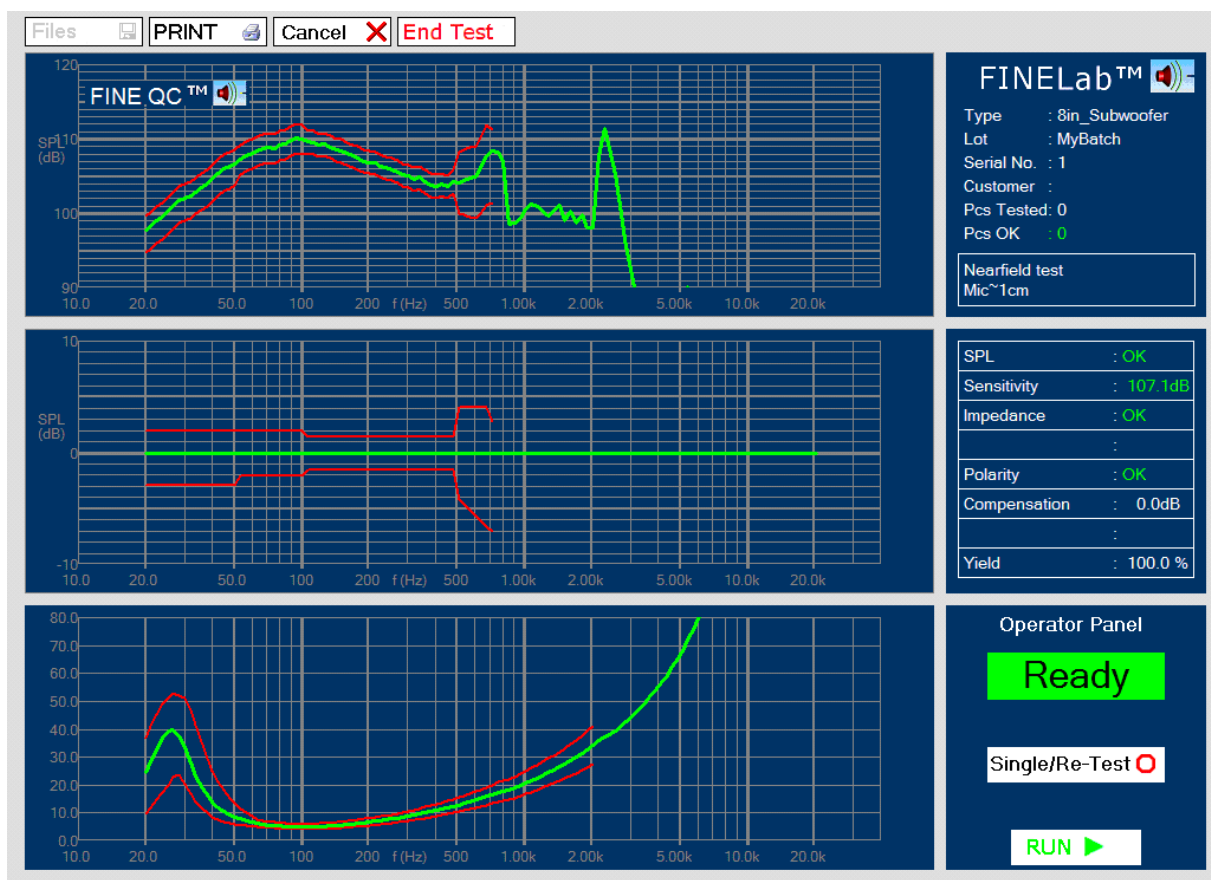 Files PRINT Cancel End Test
120
FINE QC™
SPL 110
(dB)
100
90
10.0 20.0 50.0 100 200 f (Hz) 500 1.00k 2.00k 5.00k 10.0k 20.0k
10
SPL
(dB)
0
-10
10.0 20.0 50.0 100 200 f (Hz) 500 1.00k 2.00k 5.00k 10.0k 20.0k
80.0
70.0
60.0
50.0
40.0
30.0
20.0
10.0
0.0
10.0 20.0 50.0 100 200 f (Hz) 500 1.00k 2.00k 5.00k 10.0k 20.0k
FINELab™
Type : 8in_Subwoofer
Lot : MyBatch
Serial No. : 1
Customer :
Pcs Tested: 0
Pcs OK : 0
Nearfield test
Mic~1cm
SPL : OK
Sensitivity : 107.1dB
Impedance : OK
:
Polarity : OK
Compensation : 0.0dB
:
Yield : 100.0 %
Operator Panel
Ready
Single/Re-Test
RUN